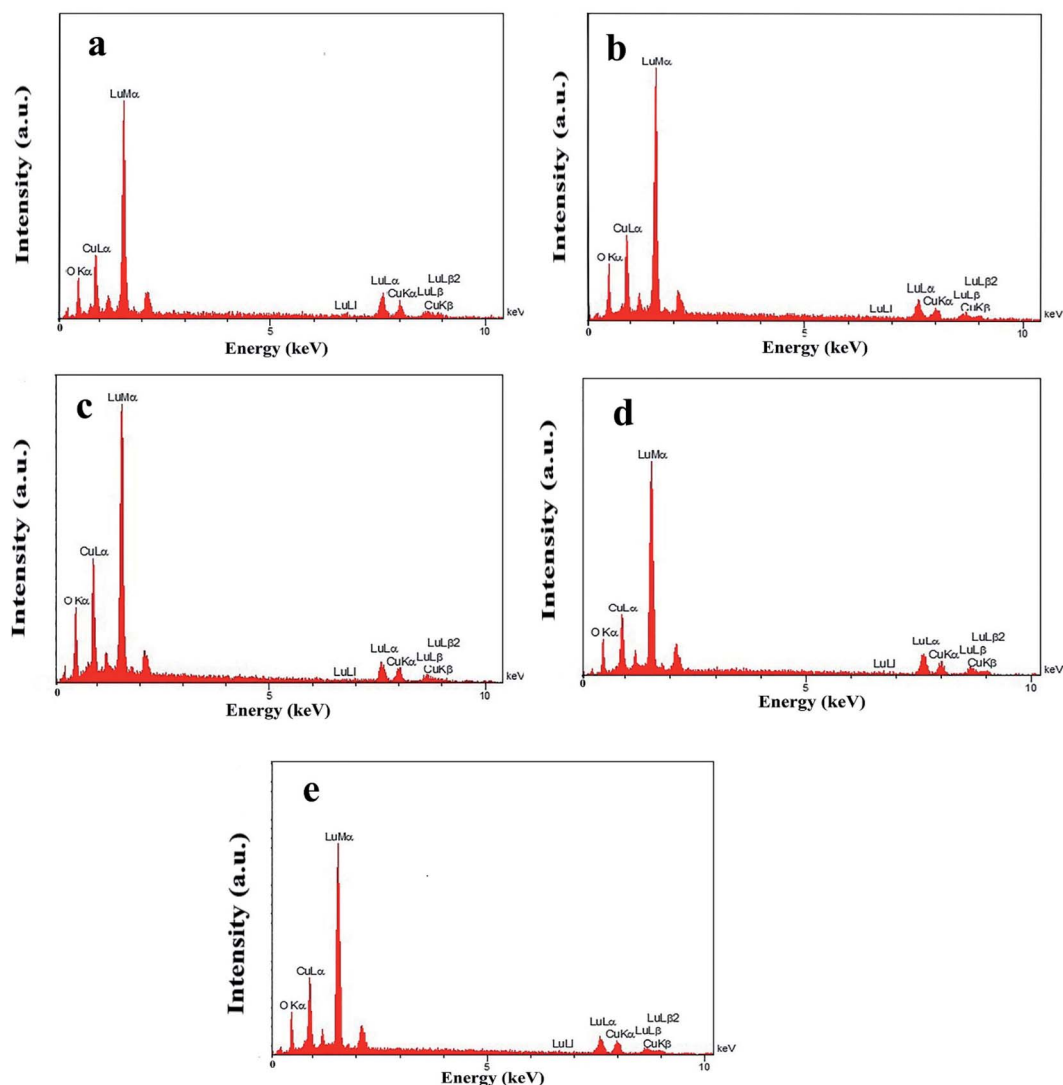 a
LuMα
CuLα
O Kα
LuLβ2
LuLα
LuLβ
CuKα
LuLl
CuKβ
keV
0
5
10
Energy (keV)
Intensity (a.u.)
b
LuMα
CuLα
O Kα
LuLβ2
LuLα
LuLβ
CuKα
LuLl
CuKβ
keV
0
5
10
Energy (keV)
Intensity (a.u.)
c
LuMα
CuLα
O Kα
LuLβ2
LuLα
LuLβ
CuKα
LuLl
CuKβ
keV
0
5
10
Energy (keV)
Intensity (a.u.)
d
LuMα
CuLα
O Kα
LuLβ2
LuLα
LuLβ
CuKα
LuLl
CuKβ
keV
0
5
10
Energy (keV)
Intensity (a.u.)
e
LuMα
CuLα
O Kα
LuLβ2
LuLα
LuLβ
CuKα
LuLl
CuKβ
keV
0
5
10
Energy (keV)
Intensity (a.u.)